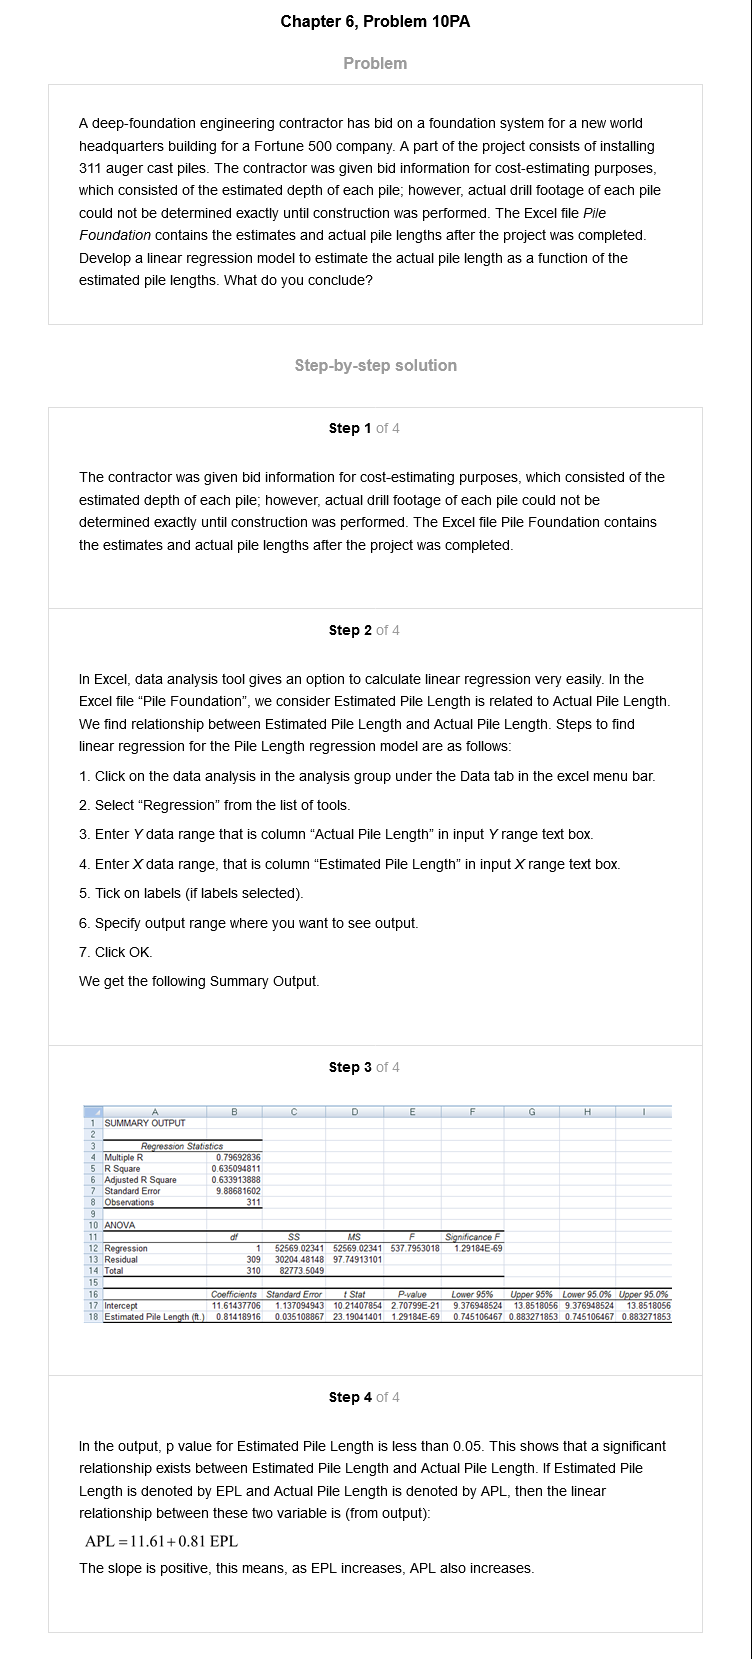 Chapter 6, Problem 10PA
Problem
A deep-foundation engineering contractor has bid on a foundation system for a new world
headquarters building for a Fortune 500 company. A part of the project consists of installing
311 auger cast piles. The contractor was given bid information for cost-estimating purposes,
which consisted of the estimated depth of each pile; however, actual drill footage of each pile
could not be determined exactly until construction was performed. The Excel file Pile
Foundation contains the estimates and actual pile lengths after the project was completed.
Develop a linear regression model to estimate the actual pile length as a function of the
estimated pile lengths. What do you conclude?
Step-by-step solution
Step 1 of 4
The contractor was given bid information for cost-estimating purposes, which consisted of the
estimated depth of each pile; however, actual drill footage of each pile could not be
determined exactly until construction was performed. The Excel file Pile Foundation contains
the estimates and actual pile lengths after the project was completed.
Step 2 of 4
In Excel, data analysis tool gives an option to calculate linear regression very easily. In the
Excel file “Pile Foundation”, we consider Estimated Pile Length is related to Actual Pile Length.
We find relationship between Estimated Pile Length and Actual Pile Length. Steps to find
linear regression for the Pile Length regression model are as follows:
1. Click on the data analysis in the analysis group under the Data tab in the excel menu bar.
2. Select “Regression” from the list of tools.
3. Enter Y data range that is column “Actual Pile Length” in input Y range text box.
4. Enter X data range, that is column “Estimated Pile Length” in input X range text box.
5. Tick on labels (if labels selected).
6. Specify output range where you want to see output.
7. Click OK.
We get the following Summary Output.
Step 3 of 4
A B C D E F G H I
1 SUMMARY OUTPUT
2
3 Regression Statistics
4 Multiple R 0.79692836
5 R Square 0.635094811
6 Adjusted R Square 0.633913888
7 Standard Error 9.88681602
8 Observations 311
9
10 ANOVA
11 df SS MS F Significance F
12 Regression 1 52569.02341 52569.02341 537.7953018 1.29184E-69
13 Residual 309 30204.48148 97.74913101
14 Total 310 82773.5049
15
16 Coefficients Standard Error t Stat P-value Lower 95% Upper 95% Lower 95.0% Upper 95.0%
17 Intercept 11.61437706 1.137094943 10.21407854 2.70799E-21 9.376948524 13.8518056 9.376948524 13.8518056
18 Estimated Pile Length (ft.) 0.81418916 0.035108867 23.19041401 1.29184E-69 0.745106467 0.883271853 0.745106467 0.883271853
Step 4 of 4
In the output, p value for Estimated Pile Length is less than 0.05. This shows that a significant
relationship exists between Estimated Pile Length and Actual Pile Length. If Estimated Pile
Length is denoted by EPL and Actual Pile Length is denoted by APL, then the linear
relationship between these two variable is (from output):
APL = 11.61 + 0.81 EPL
The slope is positive, this means, as EPL increases, APL also increases.